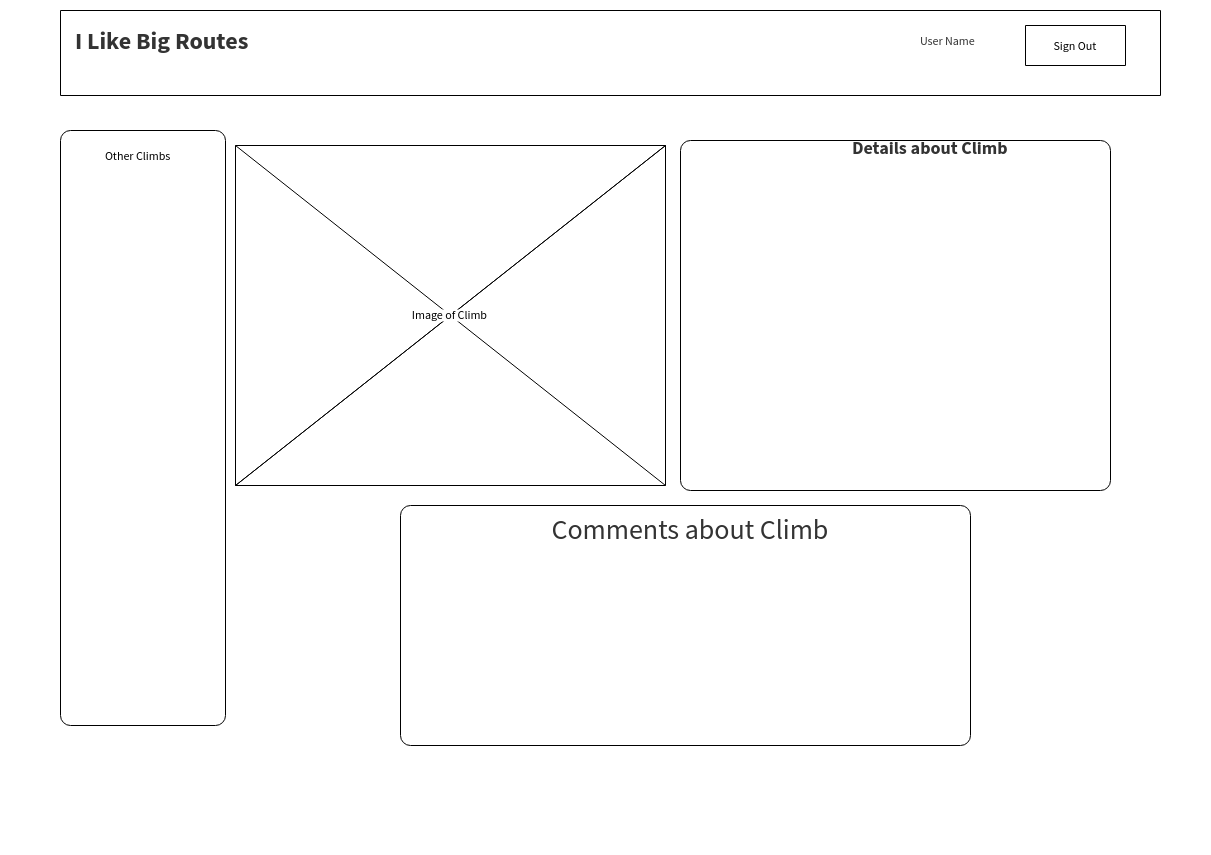 I Like Big Routes
User Name
Sign Out
Other Climbs
Details about Climb
Image of Climb
Comments about Climb